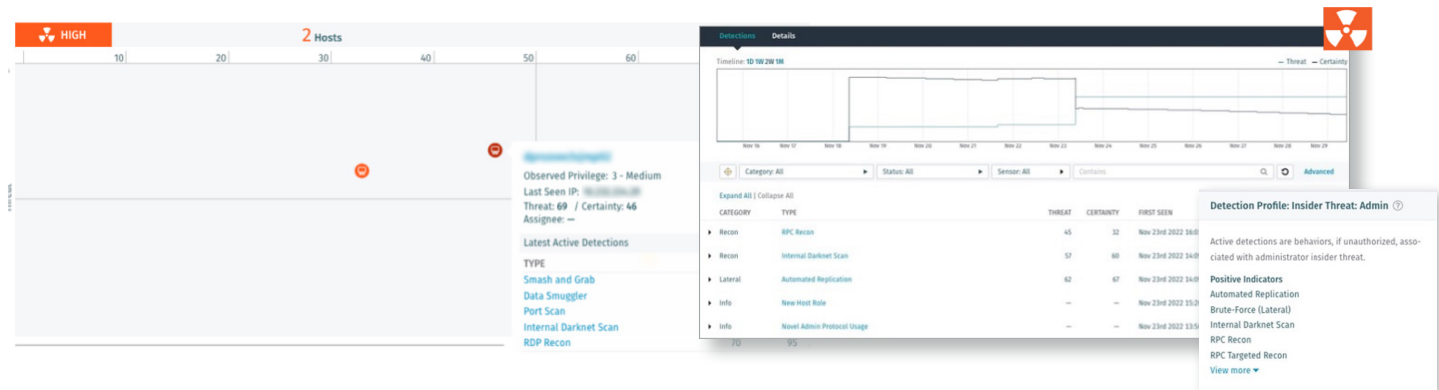 HIGH
2 Hosts
10 20 30 40 50 60
Observed Privilege: 3 - Medium
Last Seen IP:
Threat: 69 / Certainty: 46
Assignee: —
Latest Active Detections
TYPE
Smash and Grab
Data Smuggler
Port Scan
Internal Darknet Scan
RDP Recon 70 95
Detections Details
Timeline: 1D 1W 2W 1M — Threat — Certainty
Nov 16 Nov 17 Nov 18 Nov 19 Nov 20 Nov 21 Nov 22 Nov 23 Nov 24 Nov 25 Nov 26 Nov 27 Nov 28 Nov 29
Category: All Status: All Sensor: All Contains Advanced
Expand All | Collapse All
CATEGORY TYPE THREAT CERTAINTY FIRST SEEN
Recon RPC Recon 45 32 Nov 23rd 2022
Recon Internal Darknet Scan 57 60 Nov 23rd 2022
Lateral Automated Replication 62 67 Nov 23rd 2022
Info New Host Role — — Nov 23rd 2022
Info Novel Admin Protocol Usage — — Nov 23rd 2022
Detection Profile: Insider Threat: Admin ?
Active detections are behaviors, if unauthorized, asso-
ciated with administrator insider threat.
Positive Indicators
Automated Replication
Brute-Force (Lateral)
Internal Darknet Scan
RPC Recon
RPC Targeted Recon
View more